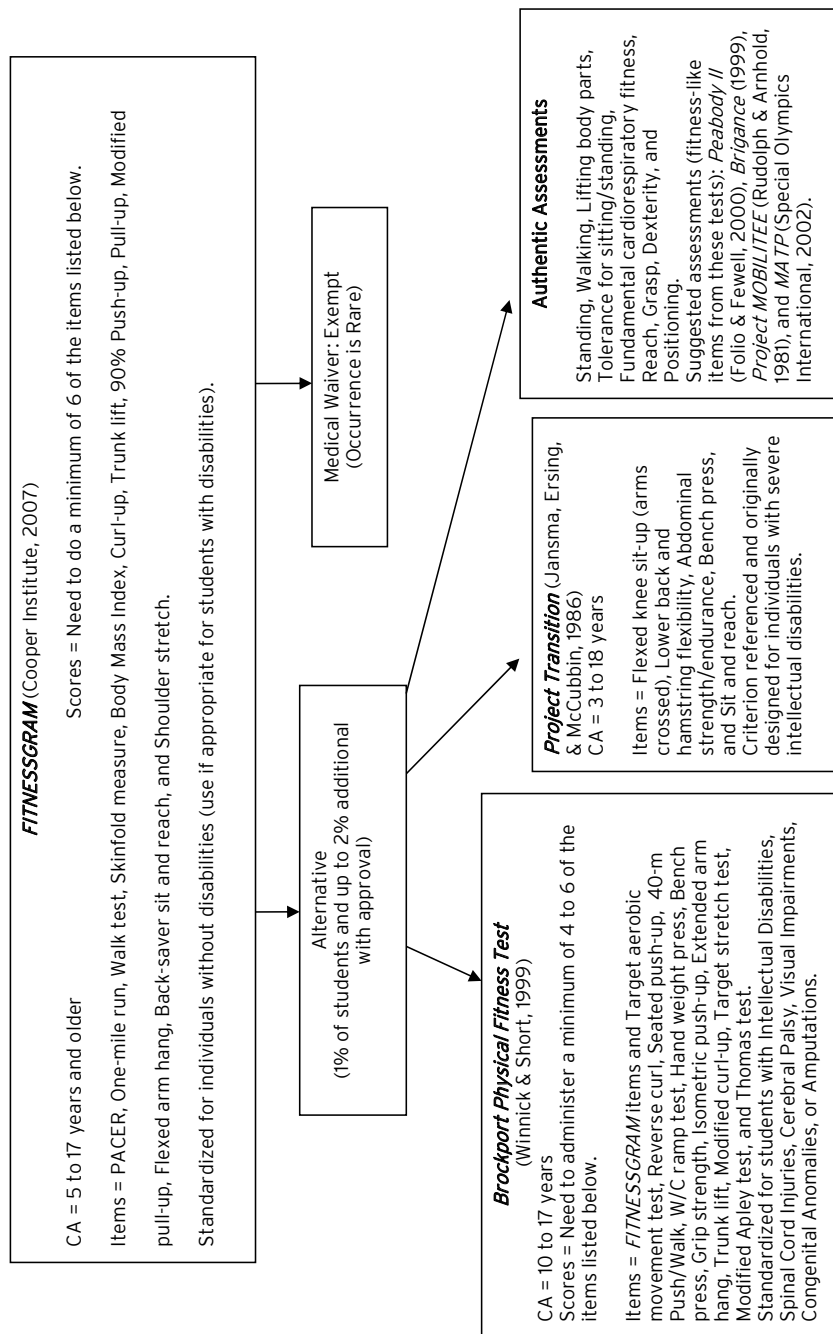 FITNESSGRAM (Cooper Institute, 2007)
CA = 5 to 17 years and older Scores = Need to do a minimum of 6 of the items listed below.
Items = PACER, One-mile run, Walk test, Skinfold measure, Body Mass Index, Curl-up, Trunk lift, 90% Push-up, Pull-up, Modified
pull-up, Flexed arm hang, Back-saver sit and reach, and Shoulder stretch.
Standardized for individuals without disabilities (use if appropriate for students with disabilities).
Alternative
(1% of students and up to 2% additional
with approval)
Medical Waiver: Exempt
(Occurrence is Rare)
Brockport Physical Fitness Test
(Winnick & Short, 1999)
CA = 10 to 17 years
Scores = Need to administer a minimum of 4 to 6 of the
items listed below.
Items = FITNESSGRAM items and Target aerobic
movement test, Reverse curl, Seated push-up, 40-m
Push/Walk, W/C ramp test, Hand weight press, Bench
press, Grip strength, Isometric push-up, Extended arm
hang, Trunk lift, Modified curl-up, Target stretch test,
Modified Apley test, and Thomas test.
Standardized for students with Intellectual Disabilities,
Spinal Cord Injuries, Cerebral Palsy, Visual Impairments,
Congenital Anomalies, or Amputations.
Project Transition (Jansma, Ersing,
& McCubbin, 1986)
CA = 3 to 18 years
Items = Flexed knee sit-up (arms
crossed), Lower back and
hamstring flexibility, Abdominal
strength/endurance, Bench press,
and Sit and reach.
Criterion referenced and originally
designed for individuals with severe
intellectual disabilities.
Authentic Assessments
Standing, Walking, Lifting body parts,
Tolerance for sitting/standing,
Fundamental cardiorespiratory fitness,
Reach, Grasp, Dexterity, and
Positioning.
Suggested assessments (fitness-like
items from these tests): Peabody II
(Folio & Fewell, 2000), Brigance (1999),
Project MOBILITEE (Rudolph & Arnhold,
1981), and MATP (Special Olympics
International, 2002).